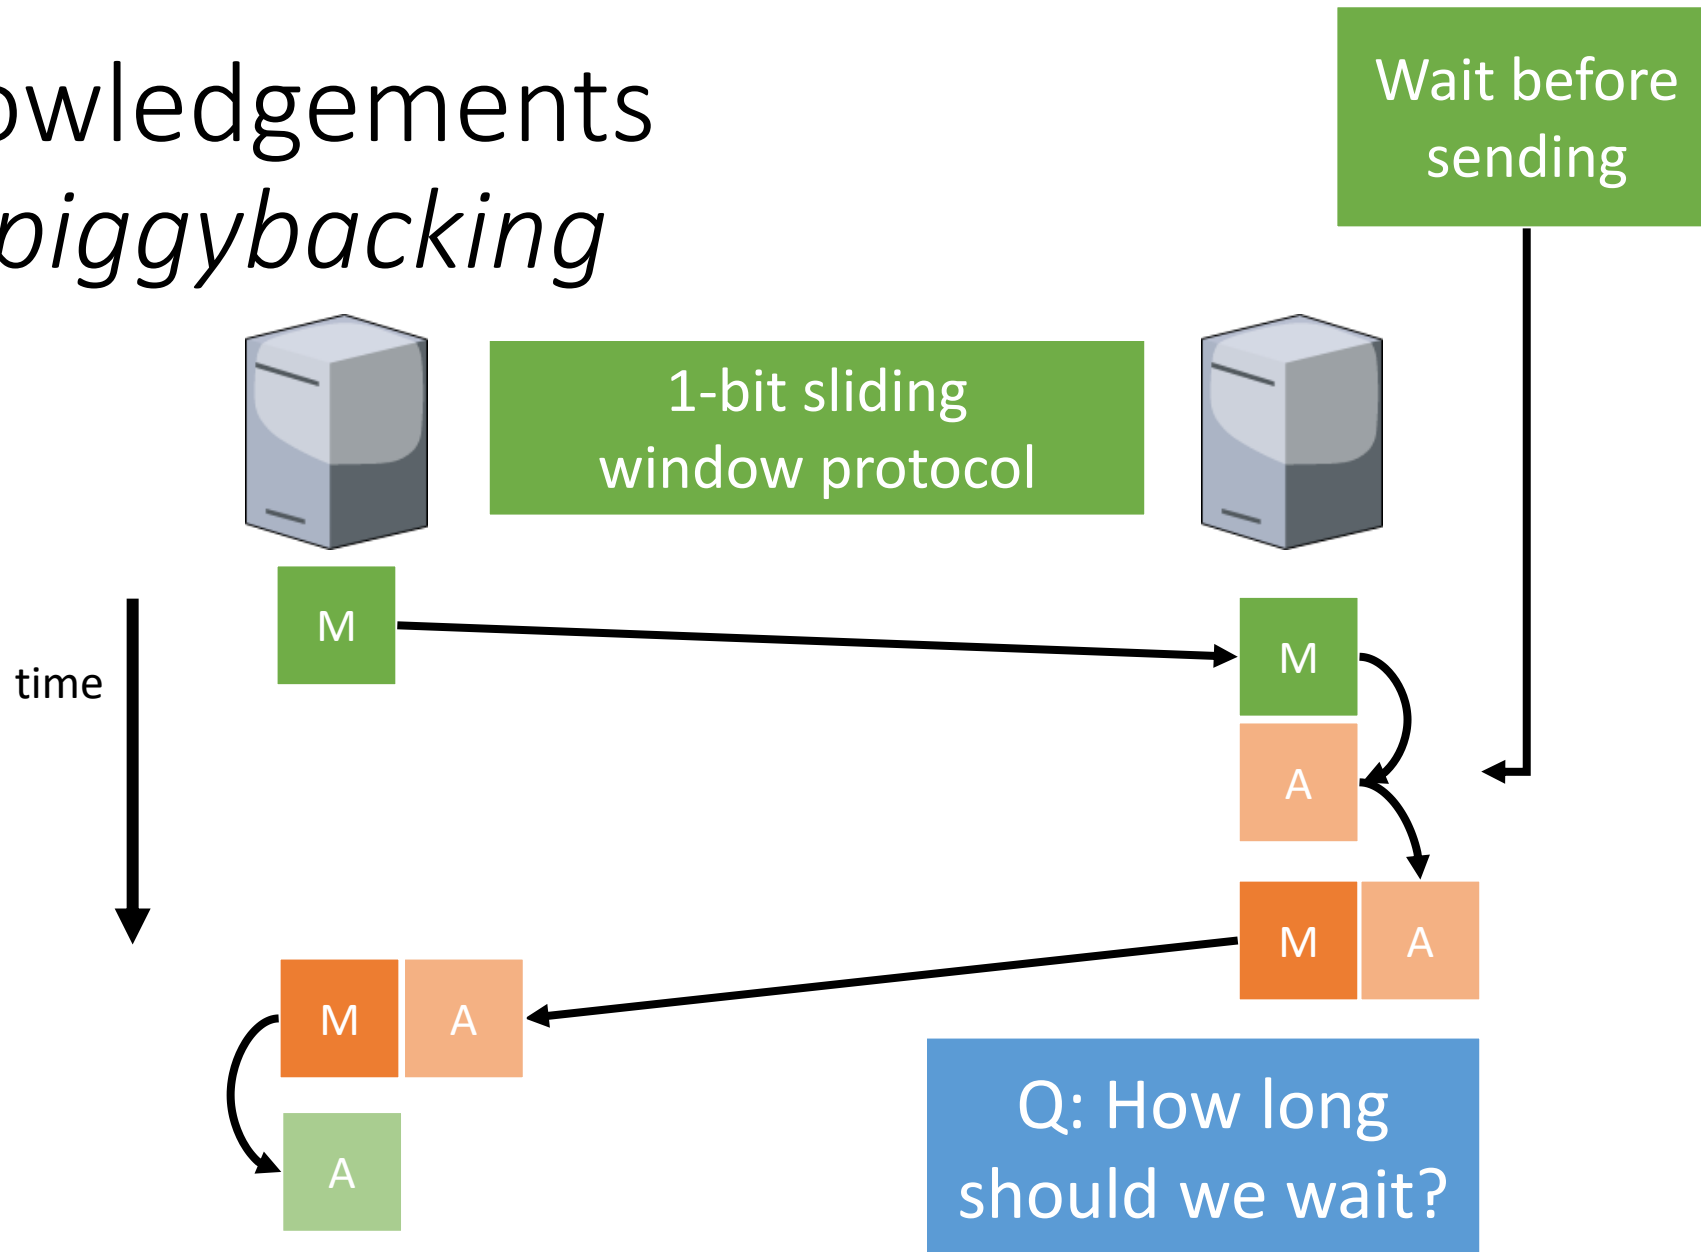 owledgements
piggybacking
Wait before
sending
1-bit sliding
window protocol
time
M
M
A
M
A
M
A
A
Q: How long
should we wait?